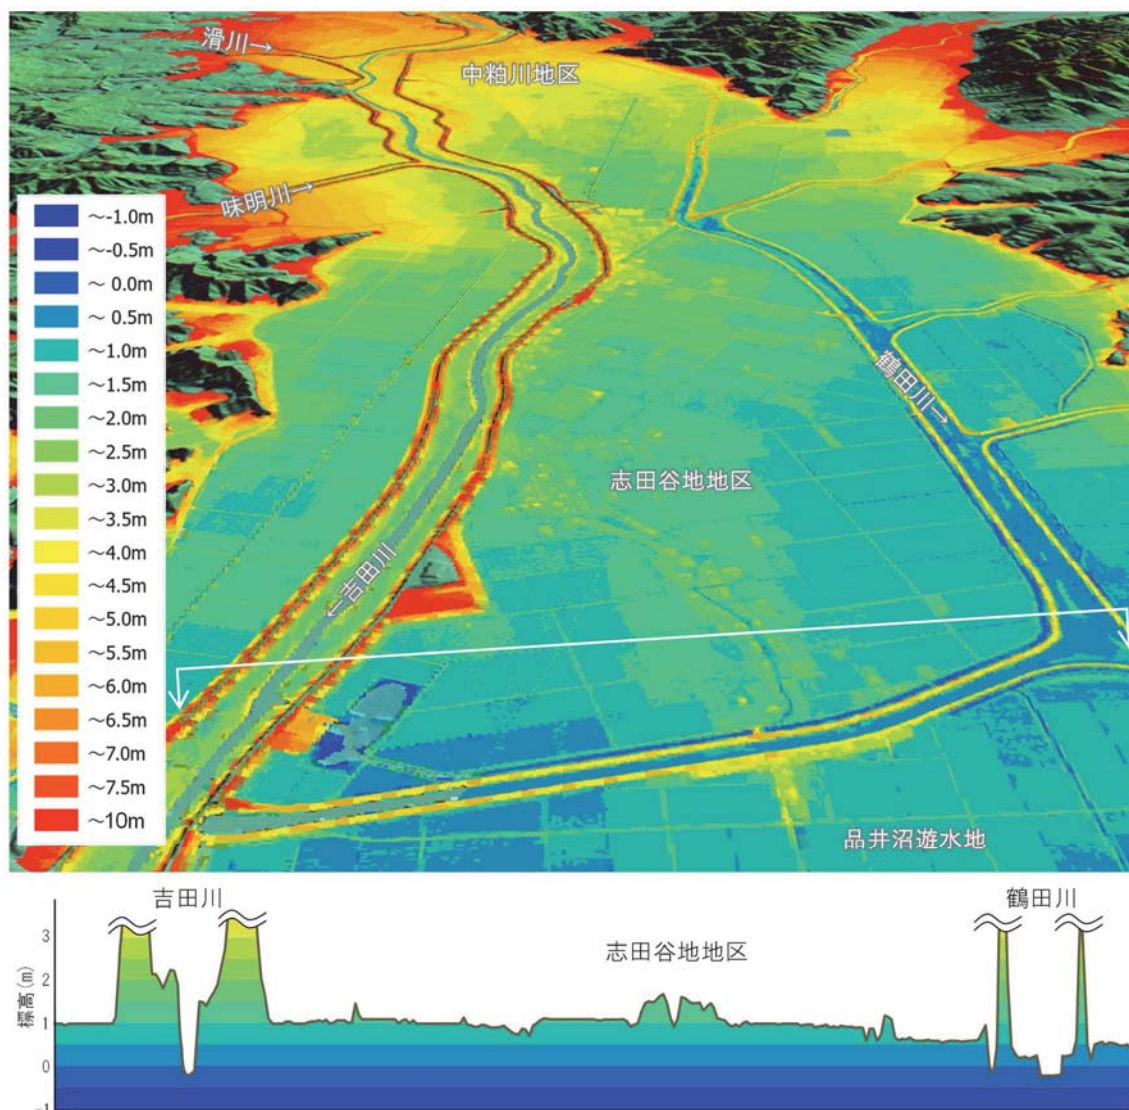 滑川→
中粕川地区
味明川→
~-1.0m
~-0.5m
~ 0.0m
~ 0.5m
~1.0m
~1.5m
~2.0m
~2.5m
~3.0m
~3.5m
~4.0m
~4.5m
~5.0m
~5.5m
~6.0m
~6.5m
~7.0m
~7.5m
~10m
鶴田川→
志田谷地地区
←吉田川
品井沼遊水地
吉田川
鶴田川
志田谷地地区
標高(m)
3
2
1
0
-1